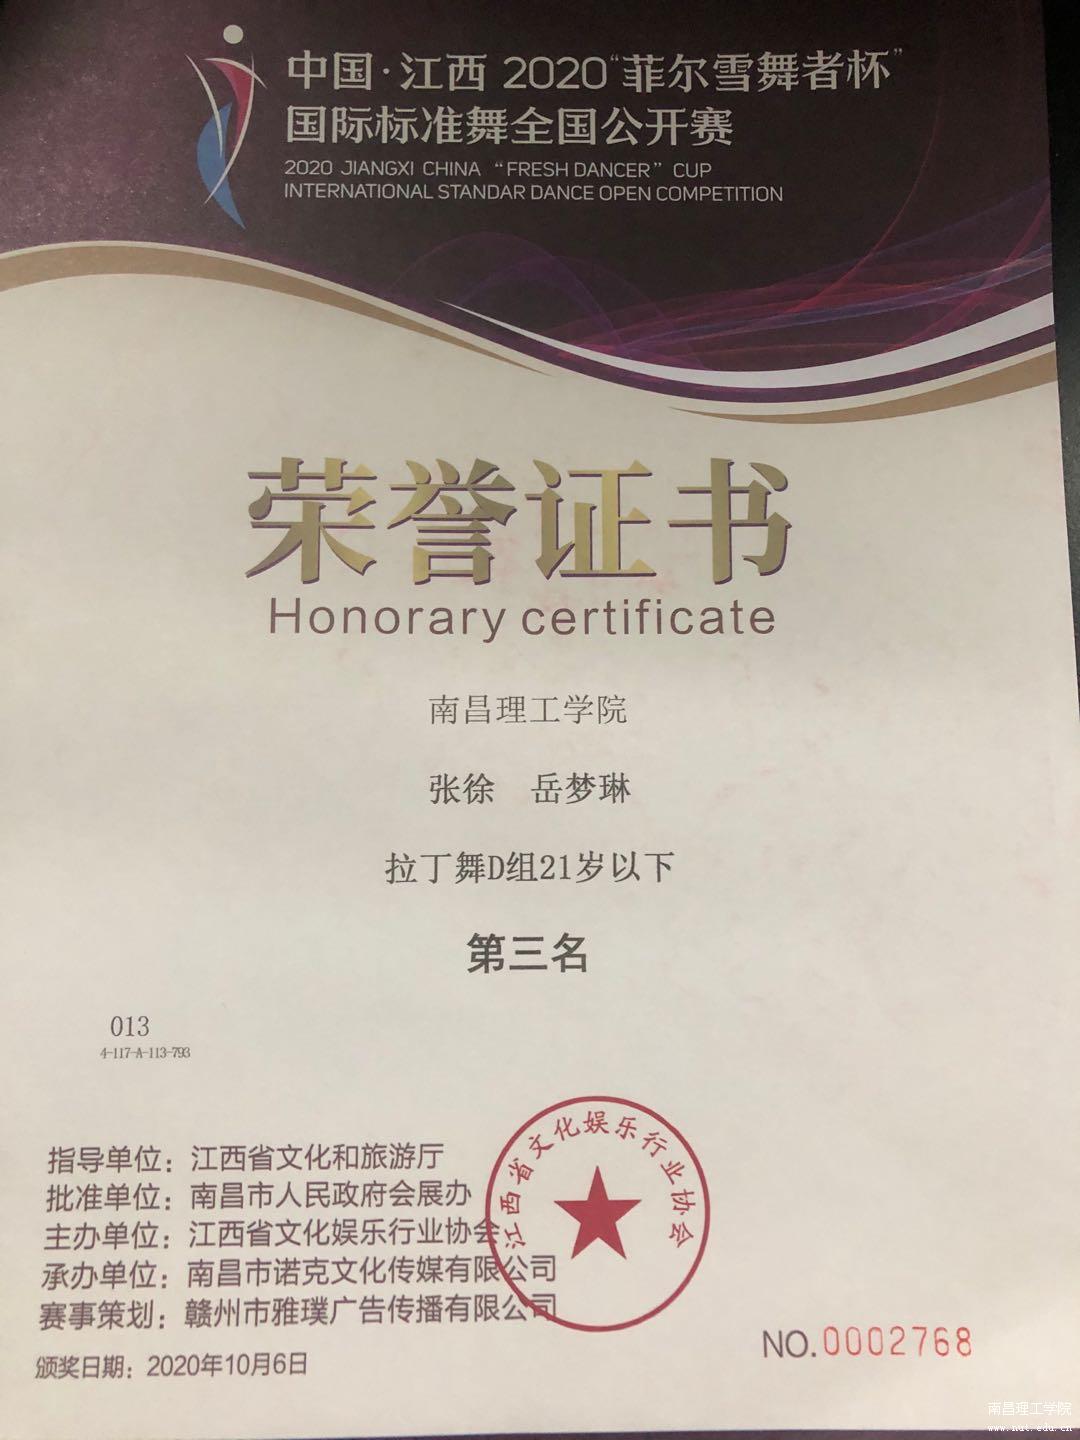 中国·江西 2020“菲尔雪舞者杯”
国际标准舞全国公开赛
2020 JIANGXI CHINA “FRESH DANCER” CUP
INTERNATIONAL STANDAR DANCE OPEN COMPETITION
荣誉证书
Honorary certificate
南昌理工学院
张徐 岳梦琳
拉丁舞D组21岁以下
第三名
013
4-117-A-113-793
指导单位：江西省文化和旅游厅
批准单位：南昌市人民政府会展办
主办单位：江西省文化娱乐行业协会
承办单位：南昌市诺克文化传媒有限公司
赛事策划：赣州市雅璞广告传播有限公司
颁奖日期：2020年10月6日
江西省文化娱乐行业协会
NO.0002768
南昌理工学院
www.nut.edu.cn